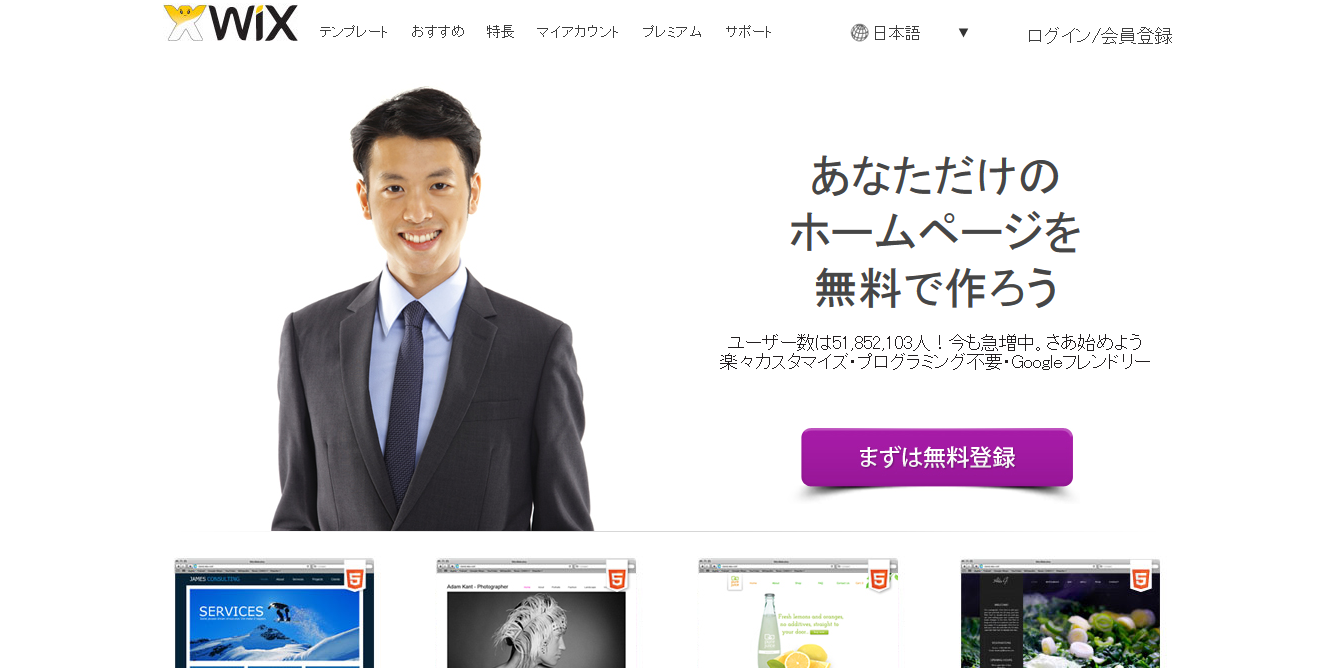 WiX
テンプレート おすすめ 特長 マイアカウント プレミアム サポート
日本語 ▼
ログイン/会員登録
あなただけの
ホームページを
無料で作ろう
ユーザー数は51,852,103人！今も急増中。さあ始めよう
楽々カスタマイズ・プログラミング不要・Googleフレンドリー
まずは無料登録
JAMES CONSULTING
SERVICES
5
Adam Kant - Photographer
5
Fresh lemons and oranges,
no additives, straight to
your door...
5
5